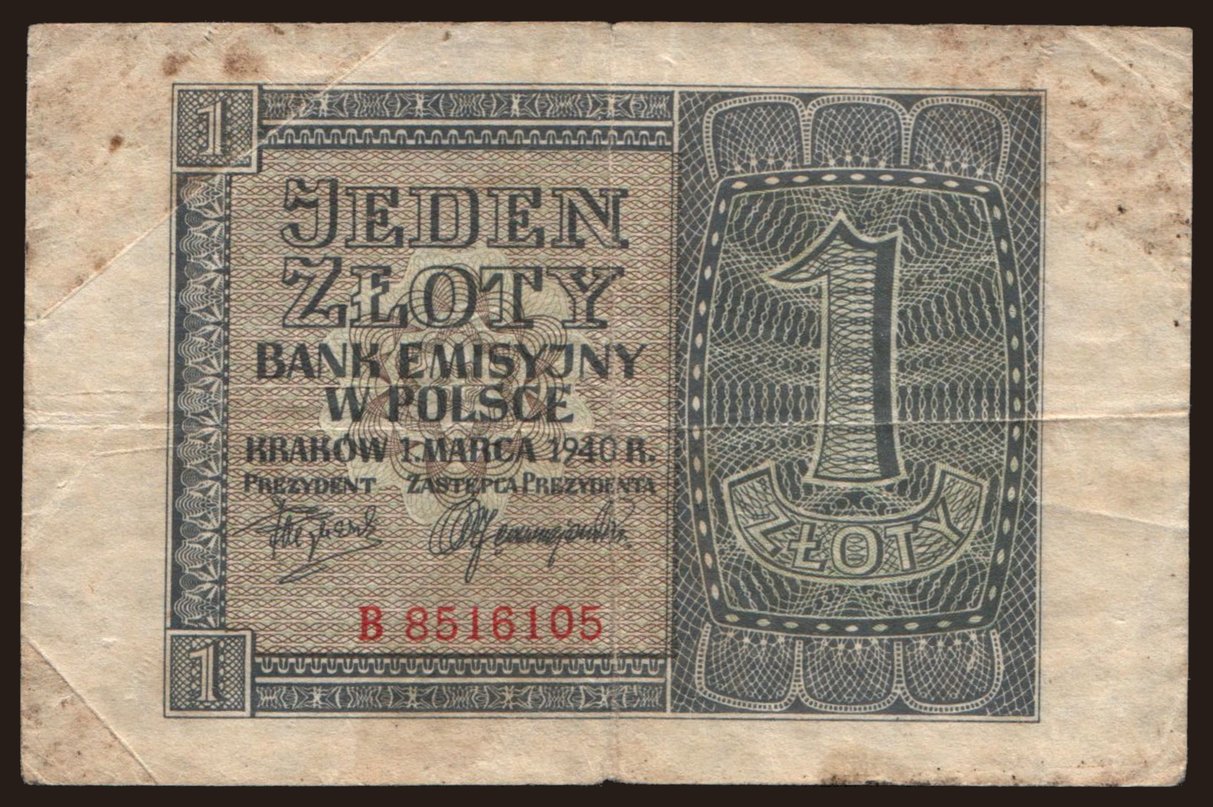 1
JEDEN
ZŁOTY
BANK EMISYJNY
W POLSCE
KRAKÓW 1. MARCA 1940 R.
PREZYDENT ZASTĘPCA PREZYDENTA
B 8516105
1
1
ZŁOTY